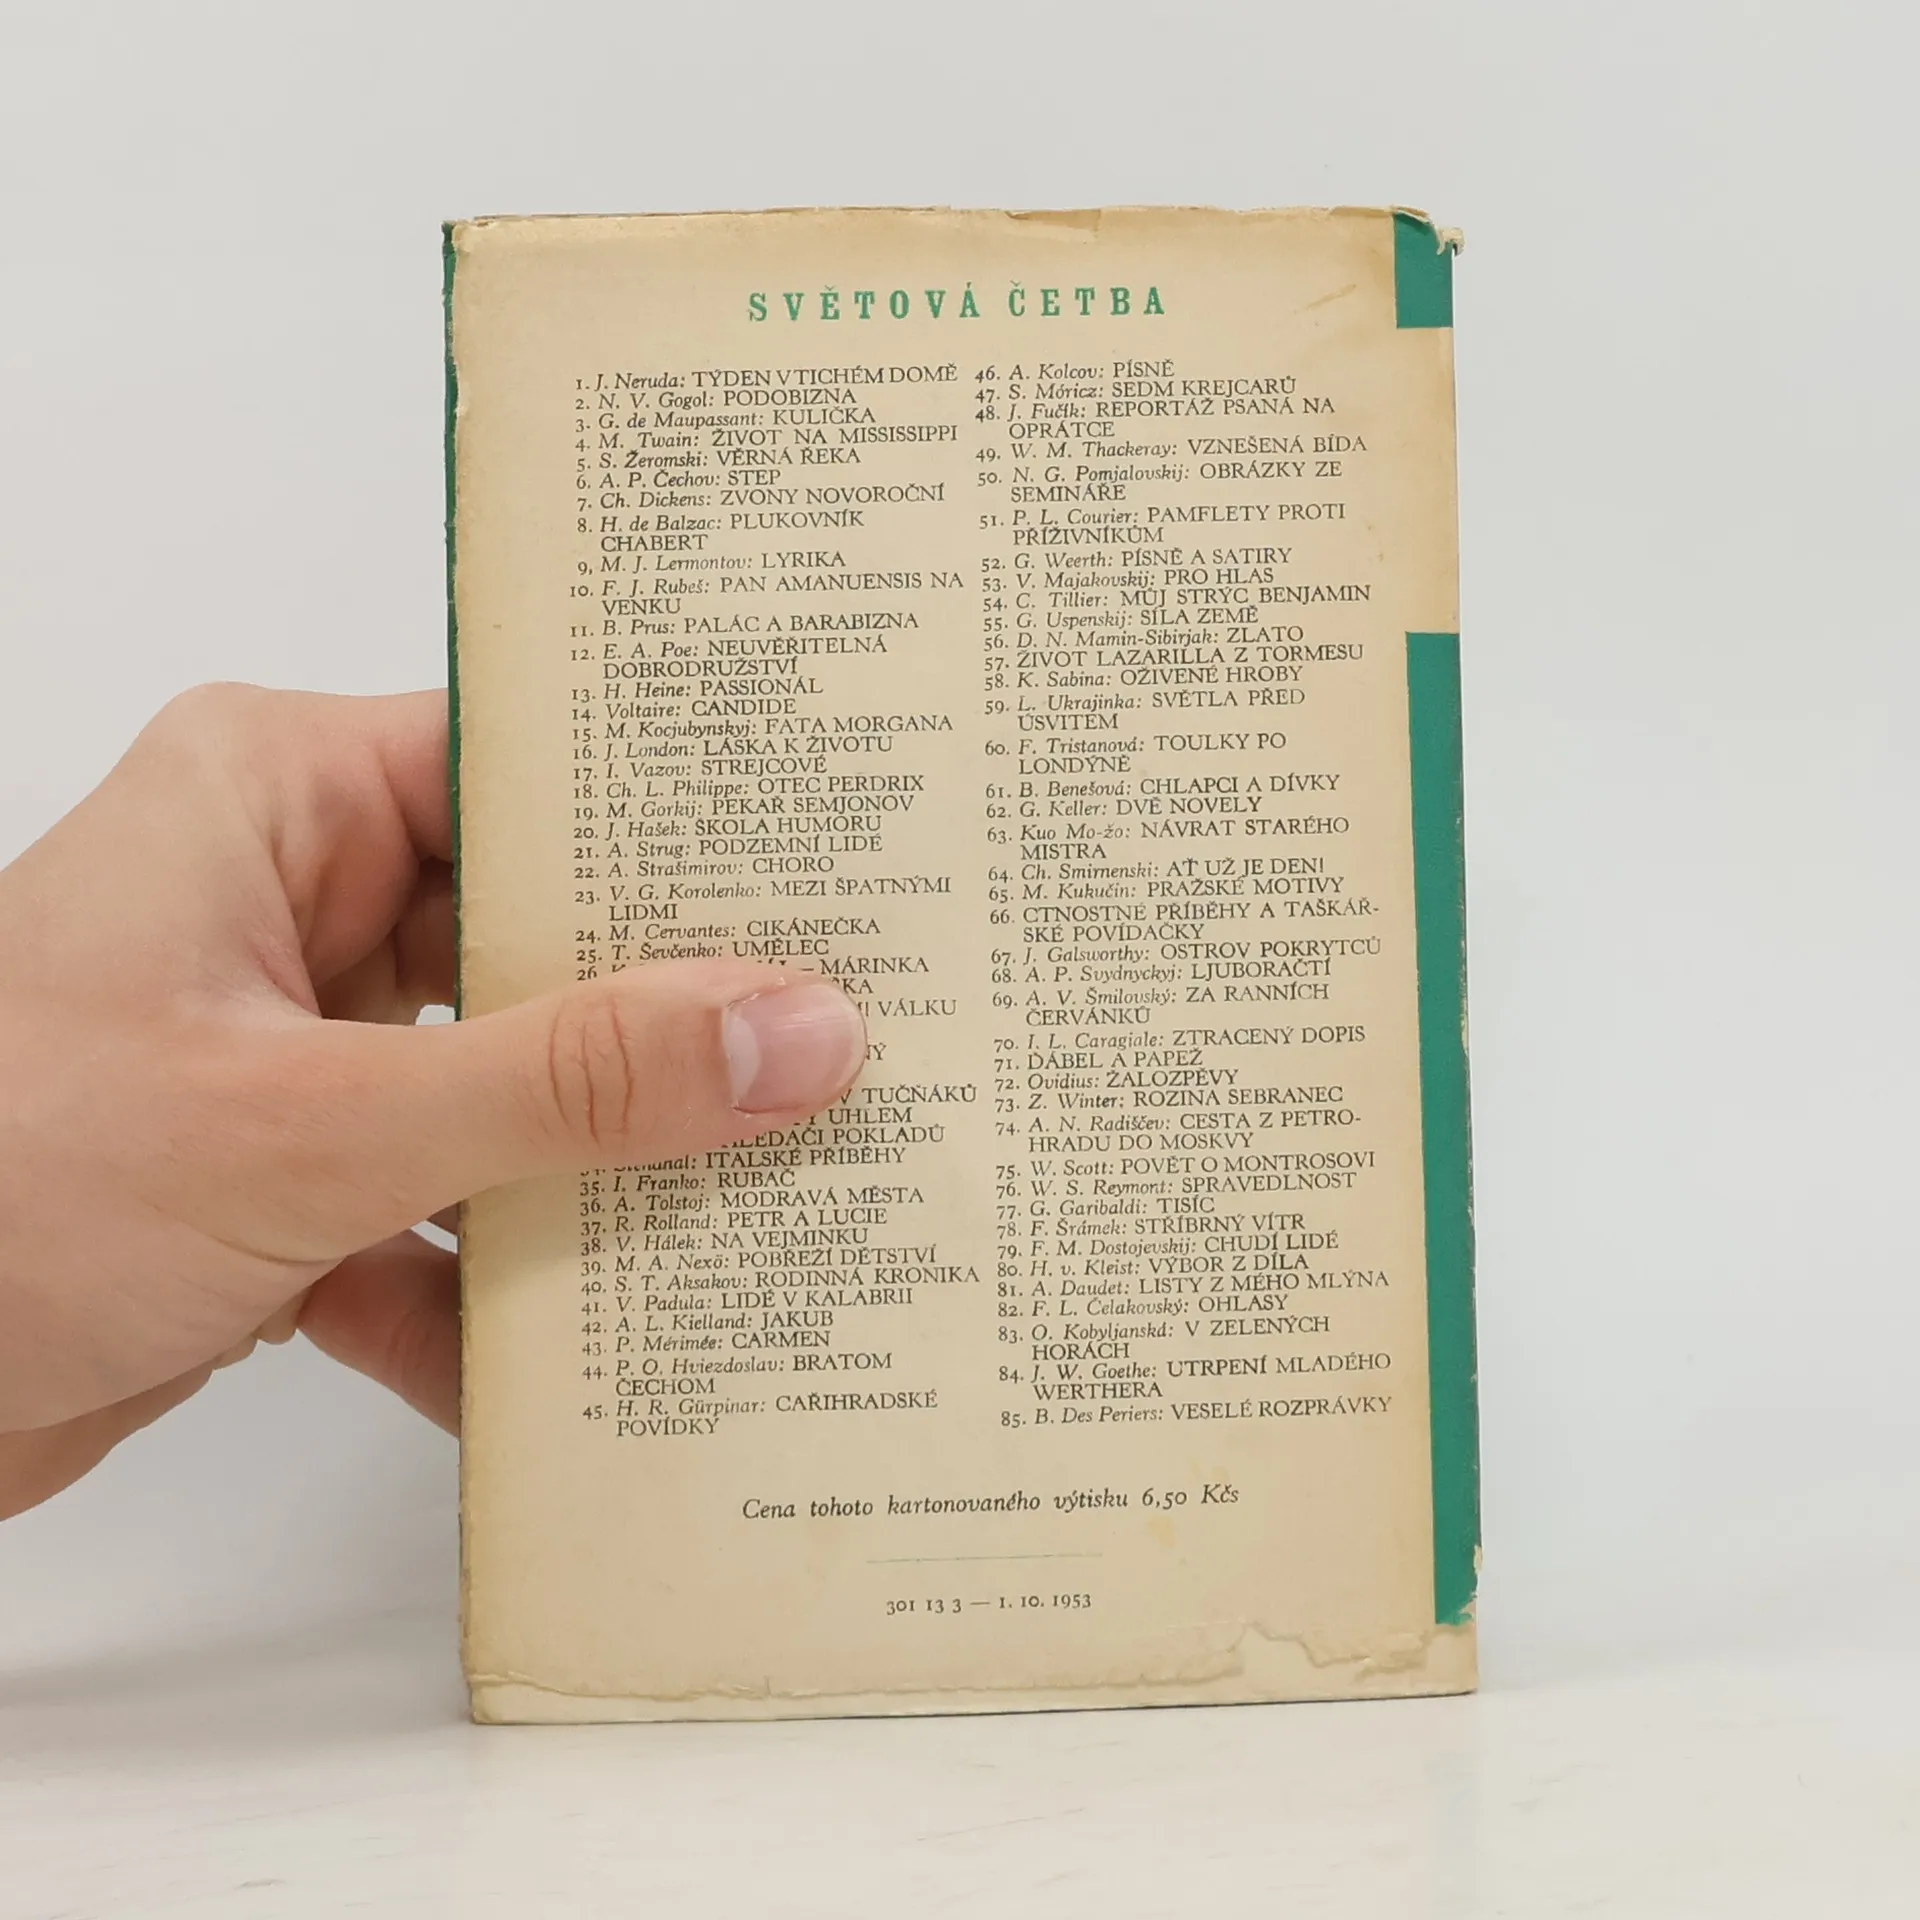 SVĚTOVÁ ČETBA
1. J. Neruda: TÝDEN V TICHÉM DOMĚ
2. N. V. Gogol: PODOBIZNA
3. G. de Maupassant: KULIČKA
4. M. Twain: ŽIVOT NA MISSISSIPPI
5. S. Žeromski: VĚRNÁ ŘEKA
6. A. P. Čechov: STEP
7. Ch. Dickens: ZVONY NOVOROČNÍ
8. H. de Balzac: PLUKOVNÍK
CHABERT
9, M. J. Lermontov: LYRIKA
10. F. J. Rubeš: PAN AMANUENSIS NA
VENKU
11. B. Prus: PALÁC A BARABIZNA
12. E. A. Poe: NEUVĚŘITELNÁ
DOBRODRUŽSTVÍ
13. H. Heine: PASSIONÁL
14. Voltaire: CANDIDE
15. M. Kocjubynskyj: FATA MORGANA
16. J. London: LÁSKA K ŽIVOTU
17. I. Vazov: STREJCOVÉ
18. Ch. L. Philippe: OTEC PERDRIX
19. M. Gorkij: PEKAŘ SEMJONOV
20. J. Hašek: ŠKOLA HUMORU
21. A. Strug: PODZEMNÍ LIDÉ
22. A. Strašimirov: CHORO
23. V. G. Korolenko: MEZI ŠPATNÝMI
LIDMI
24. M. Cervantes: CIKÁNEČKA
25. T. Ševčenko: UMĚLEC
26 – MÁRINKA
VÁLKU
V TUČŇÁKŮ
UHLEM
HLEDAČI POKLADŮ
Stendhal: ITALSKÉ PŘÍBĚHY
35. I. Franko: RUBAČ
36. A. Tolstoj: MODRAVÁ MĚSTA
37. R. Rolland: PETR A LUCIE
38. V. Hálek: NA VEJMINKU
39. M. A. Nexö: POBŘEŽÍ DĚTSTVÍ
40. S. T. Aksakov: RODINNÁ KRONIKA
41. V. Padula: LIDÉ V KALABRII
42. A. L. Kielland: JAKUB
43. P. Mérimée: CARMEN
44. P. O. Hviezdoslav: BRATOM
ČECHOM
45. H. R. Gürpinar: CAŘIHRADSKÉ
POVÍDKY
46. A. Kolcov: PÍSNĚ
47. S. Móricz: SEDM KREJCARŮ
48. J. Fučík: REPORTÁŽ PSANÁ NA
OPRÁTCE
49. W. M. Thackeray: VZNEŠENÁ BÍDA
50. N. G. Pomjalovskij: OBRÁZKY ZE
SEMINÁŘE
51. P. L. Courier: PAMFLETY PROTI
PŘÍŽIVNÍKŮM
52. G. Weerth: PÍSNĚ A SATIRY
53. V. Majakovskij: PRO HLAS
54. C. Tillier: MŮJ STRÝC BENJAMIN
55. G. Uspenskij: SÍLA ZEMĚ
56. D. N. Mamin-Sibirjak: ZLATO
57. ŽIVOT LAZARILLA Z TORMESU
58. K. Sabina: OŽIVENÉ HROBY
59. L. Ukrajinka: SVĚTLA PŘED
ÚSVITEM
60. F. Tristanová: TOULKY PO
LONDÝNĚ
61. B. Benešová: CHLAPCI A DÍVKY
62. G. Keller: DVĚ NOVELY
63. Kuo Mo-žo: NÁVRAT STARÉHO
MISTRA
64. Ch. Smirnenski: AŤ UŽ JE DEN!
65. M. Kukučín: PRAŽSKÉ MOTIVY
66. CTNOSTNÉ PŘÍBĚHY A TAŠKÁŘ-
SKÉ POVÍDAČKY
67. J. Galsworthy: OSTROV POKRYTCŮ
68. A. P. Svydnyckyj: LJUBORAČTÍ
69. A. V. Šmilovský: ZA RANNÍCH
ČERVÁNKŮ
70. I. L. Caragiale: ZTRACENÝ DOPIS
71. ĎÁBEL A PAPEŽ
72. Ovidius: ŽALOZPĚVY
73. Z. Winter: ROZINA SEBRANEC
74. A. N. Radiščev: CESTA Z PETRO-
HRADU DO MOSKVY
75. W. Scott: POVĚT O MONTROSOVI
76. W. S. Reymont: SPRAVEDLNOST
77. G. Garibaldi: TISÍC
78. F. Šrámek: STŘÍBRNÝ VÍTR
79. F. M. Dostojevskij: CHUDÍ LIDÉ
80. H. v. Kleist: VÝBOR Z DÍLA
81. A. Daudet: LISTY Z MÉHO MLÝNA
82. F. L. Čelakovský: OHLASY
83. O. Kobyljanská: V ZELENÝCH
HORÁCH
84. J. W. Goethe: UTRPENÍ MLADÉHO
WERTHERA
85. B. Des Periers: VESELÉ ROZPRÁVKY
Cena tohoto kartonovaného výtisku 6,50 Kčs
301 13 3 — 1. 10. 1953